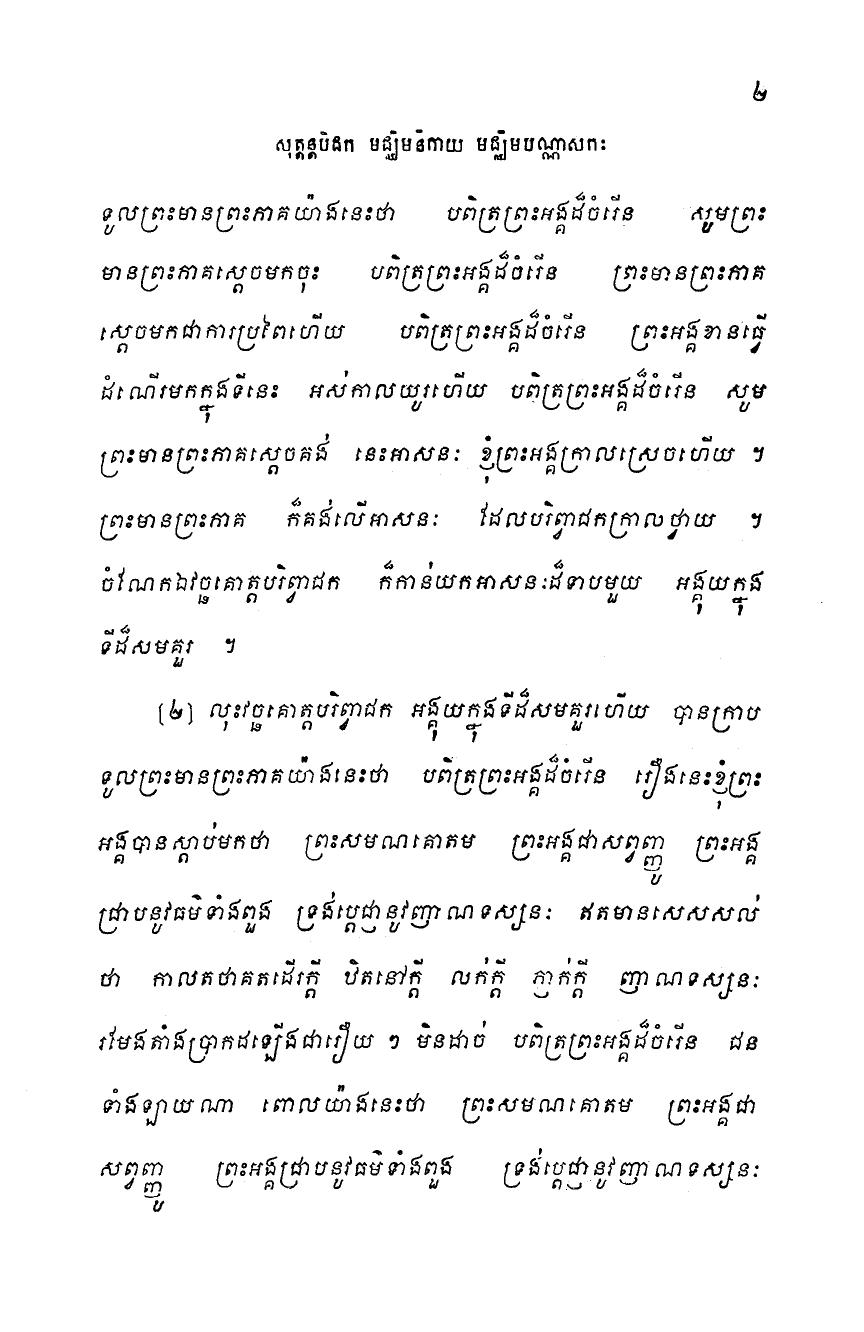 ២
សុត្តន្តបិដក មជ្ឈិមនិកាយ មជ្ឈិមបណ្ណាសកៈ
ទូលព្រះមានព្រះភាគយ៉ាងនេះថា បពិត្រព្រះអង្គដ៏ចំរើន សូមព្រះ
មានព្រះភាគស្តេចមកចុះ បពិត្រព្រះអង្គដ៏ចំរើន ព្រះមានព្រះភាគ
ស្តេចមកជាការប្រពៃហើយ បពិត្រព្រះអង្គដ៏ចំរើន ព្រះអង្គខានធ្វើ
ដំណើរមកក្នុងទីនេះ អស់កាលយូរហើយ បពិត្រព្រះអង្គដ៏ចំរើន សូម
ព្រះមានព្រះភាគស្តេចគង់ នេះអាសនៈ ខ្ញុំព្រះអង្គក្រាលស្រេចហើយ ។
ព្រះមានព្រះភាគ ក៏គង់លើអាសនៈ ដែលបរិព្វាជកក្រាលថ្វាយ ។
ចំណែកឯវច្ឆគោត្តបរិព្វាជក ក៏កាន់យកអាសនៈដ៏ទាបមួយ អង្គុយក្នុង
ទីដ៏សមគួរ ។
(២) លុះវច្ឆគោត្តបរិព្វាជក អង្គុយក្នុងទីដ៏សមគួរហើយ បានក្រាប
ទូលព្រះមានព្រះភាគយ៉ាងនេះថា បពិត្រព្រះអង្គដ៏ចំរើន រឿងនេះខ្ញុំព្រះ
អង្គបានស្តាប់មកថា ព្រះសមណគោតម ព្រះអង្គជាសព្វញ្ញូ ព្រះអង្គ
ជ្រាបនូវធម៌ទាំងពួង ទ្រង់ប្តេជ្ញានូវញាណទស្សនៈ ឥតមានសេសសល់
ថា កាលតថាគតដើរក្តី ឋិតនៅក្តី លក់ក្តី ភ្ញាក់ក្តី ញាណទស្សនៈ
រមែងតាំងប្រាកដឡើងជារឿយ ៗ មិនដាច់ បពិត្រព្រះអង្គដ៏ចំរើន ជន
ទាំងឡាយណា ពោលយ៉ាងនេះថា ព្រះសមណគោតម ព្រះអង្គជា
សព្វញ្ញូ ព្រះអង្គជ្រាបនូវធម៌ទាំងពួង ទ្រង់ប្តេជ្ញានូវញាណទស្សនៈ